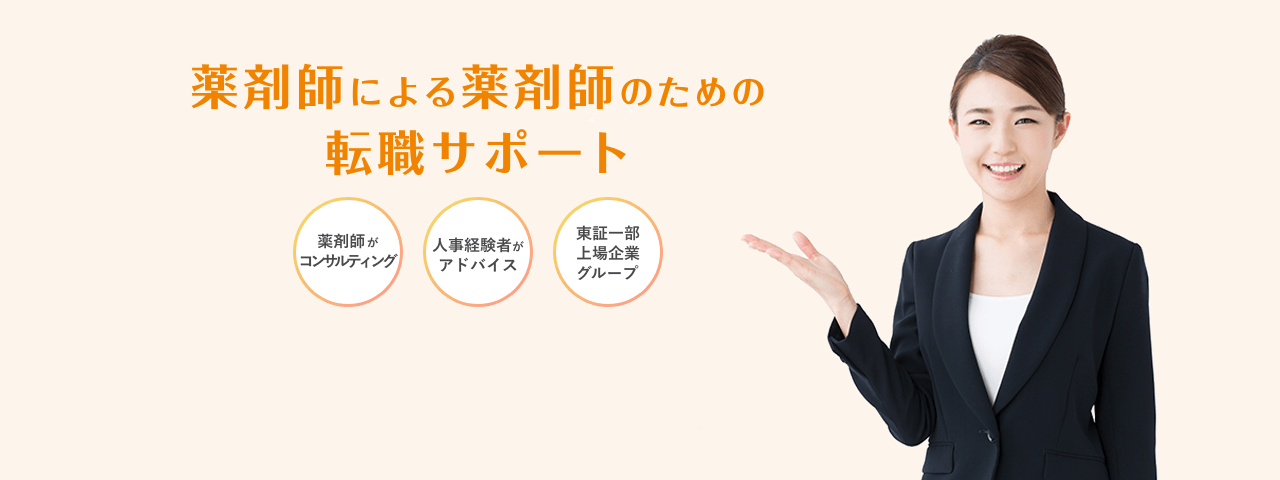 薬剤師による薬剤師のための
転職サポート
薬剤師が
コンサルティング
人事経験者が
アドバイス
東証一部
上場企業
グループ